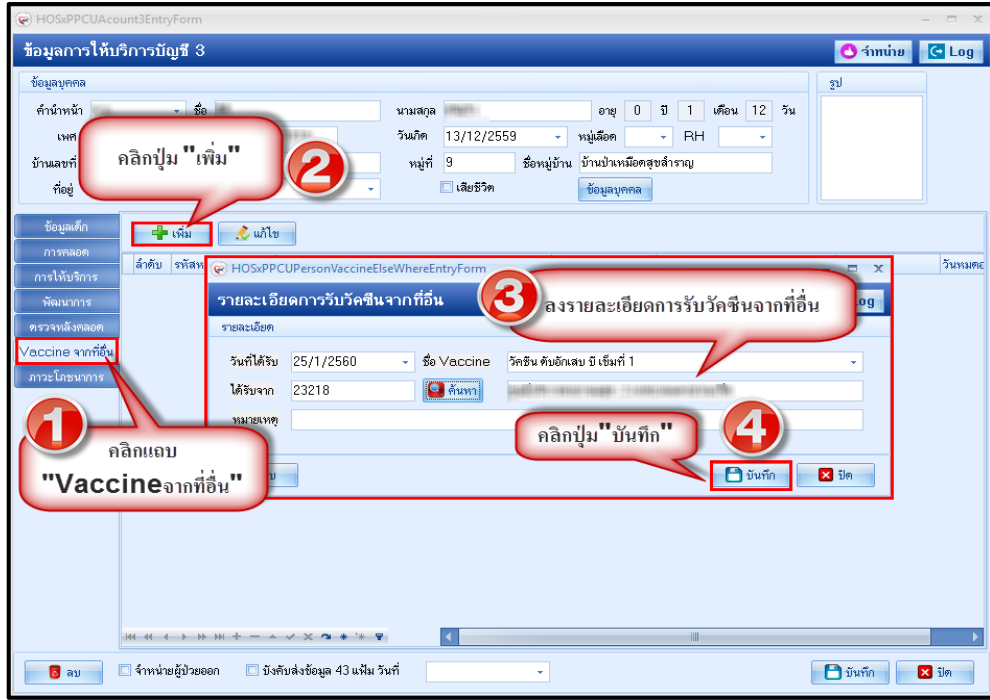 HOSxPPCUAcount3EntryForm
ข้อมูลการให้บริการบัญชี 3
จำหน่าย
Log
ข้อมูลบุคคล
รูป
คำนำหน้า
ชื่อ
นามสกุล
อายุ 0 ปี 1 เดือน 12 วัน
เพศ
วันเกิด 13/12/2559
หมู่เลือด
RH
บ้านเลขที่
หมู่ที่ 9
ชื่อหมู่บ้าน บ้านป่าเหมือดสุขสำราญ
ที่อยู่
เสียชีวิต
ข้อมูลบุคคล
คลิกปุ่ม "เพิ่ม"
2
ข้อมูลเด็ก
การคลอด
การให้บริการ
พัฒนาการ
ตรวจหลังคลอด
Vaccine จากที่อื่น
ภาวะโภชนาการ
เพิ่ม
แก้ไข
ลำดับ
วันหมดอ
HOSxPPCUPersonVaccineElseWhereEntryForm
รายละเอียดการรับวัคซีนจากที่อื่น
3
ลงรายละเอียดการรับวัคซีนจากที่อื่น
รายละเอียด
วันที่ได้รับ 25/1/2560
ชื่อ Vaccine วัคซีน ตับอักเสบ บี เข็มที่ 1
ได้รับจาก 23218
ค้นหา
หมายเหตุ
คลิกปุ่ม"บันทึก"
4
บันทึก
ปิด
1
คลิกแถบ
"Vaccineจากที่อื่น"
ลบ
จำหน่ายผู้ป่วยออก
บังคับส่งข้อมูล 43 แฟ้ม วันที่
บันทึก
ปิด